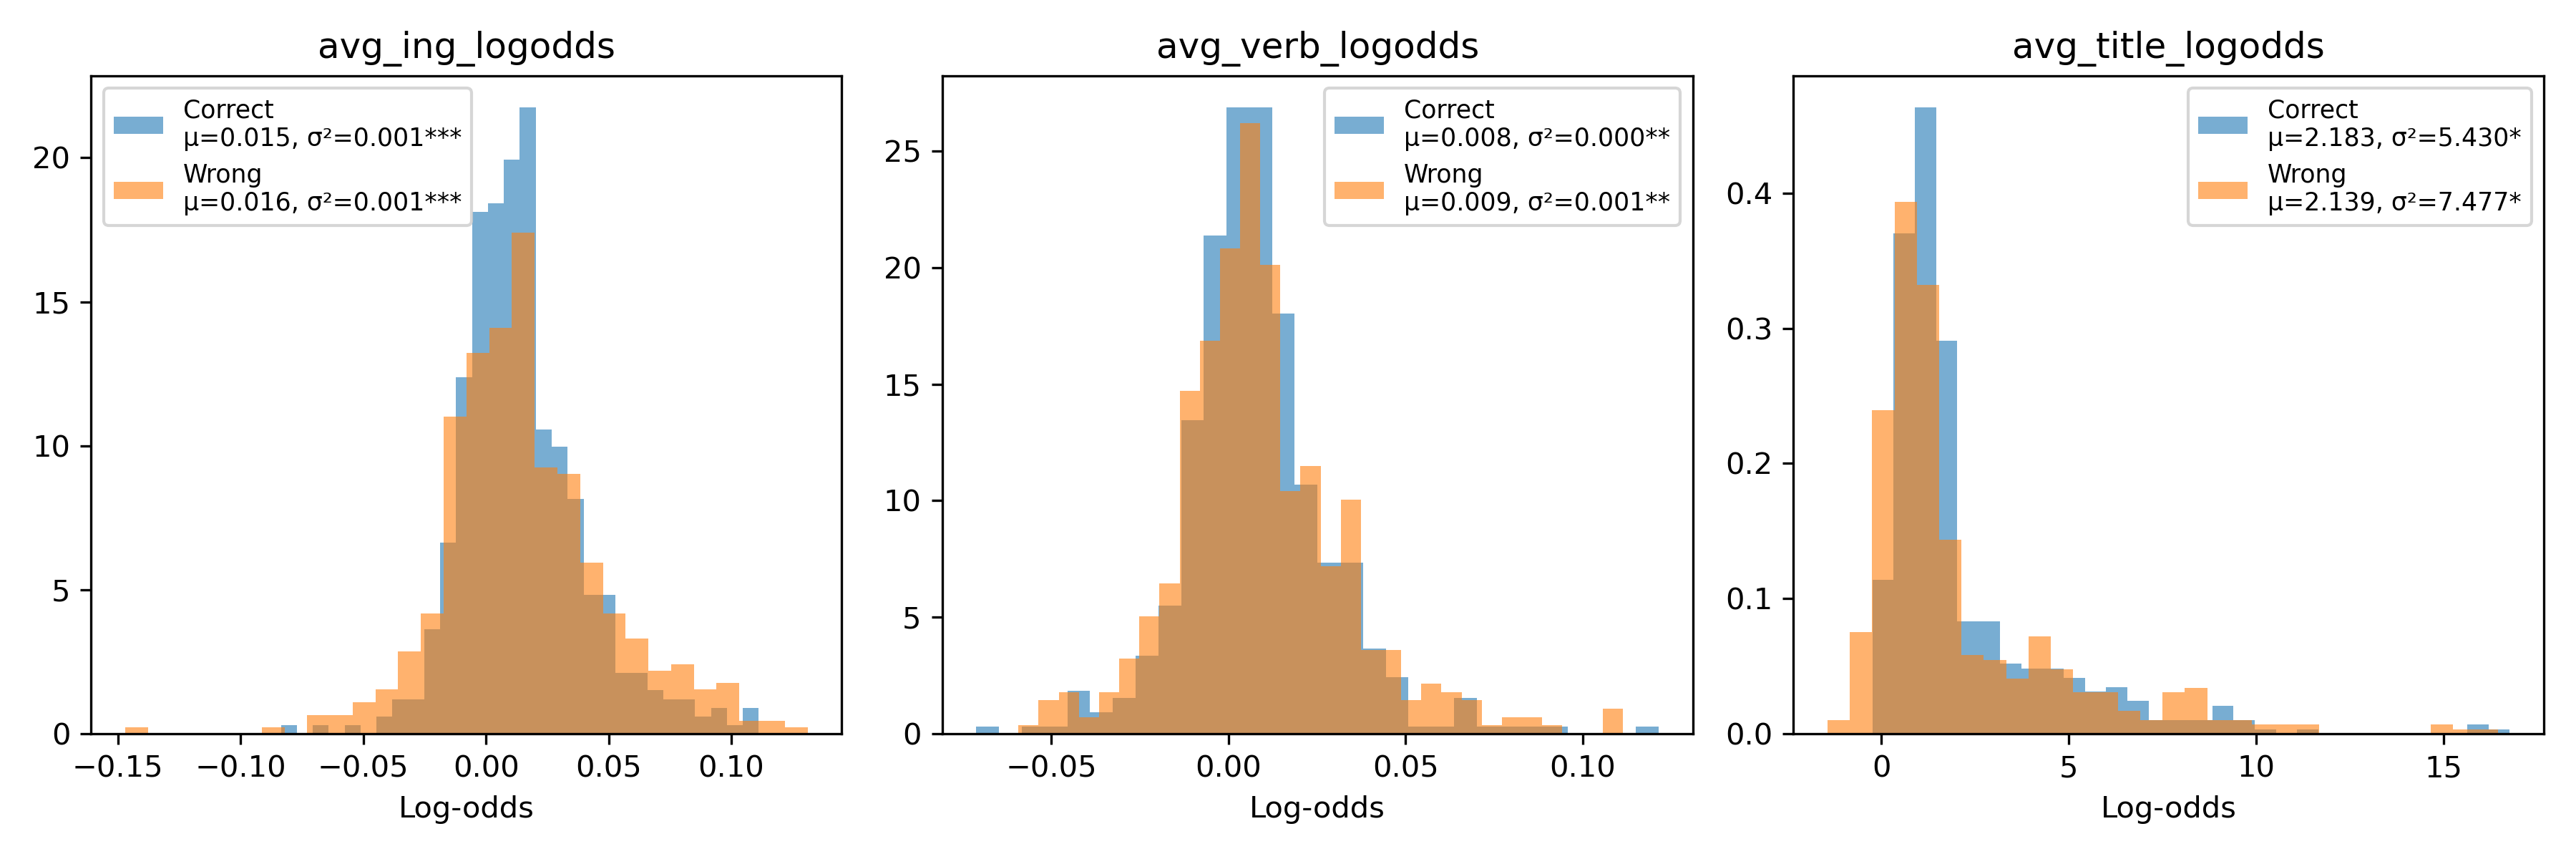 avg_ing_logodds
Correct
μ=0.015, σ²=0.001***
Wrong
μ=0.016, σ²=0.001***
20
15
10
5
0
−0.15 −0.10 −0.05 0.00 0.05 0.10
Log-odds
avg_verb_logodds
Correct
μ=0.008, σ²=0.000**
Wrong
μ=0.009, σ²=0.001**
25
20
15
10
5
0
−0.05 0.00 0.05 0.10
Log-odds
avg_title_logodds
Correct
μ=2.183, σ²=5.430*
Wrong
μ=2.139, σ²=7.477*
0.4
0.3
0.2
0.1
0.0
0 5 10 15
Log-odds